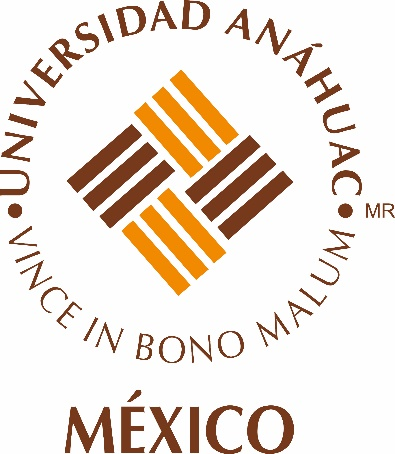 UNIVERSIDAD ANÁHUAC
VINCE IN BONO MALUM
MR
MÉXICO